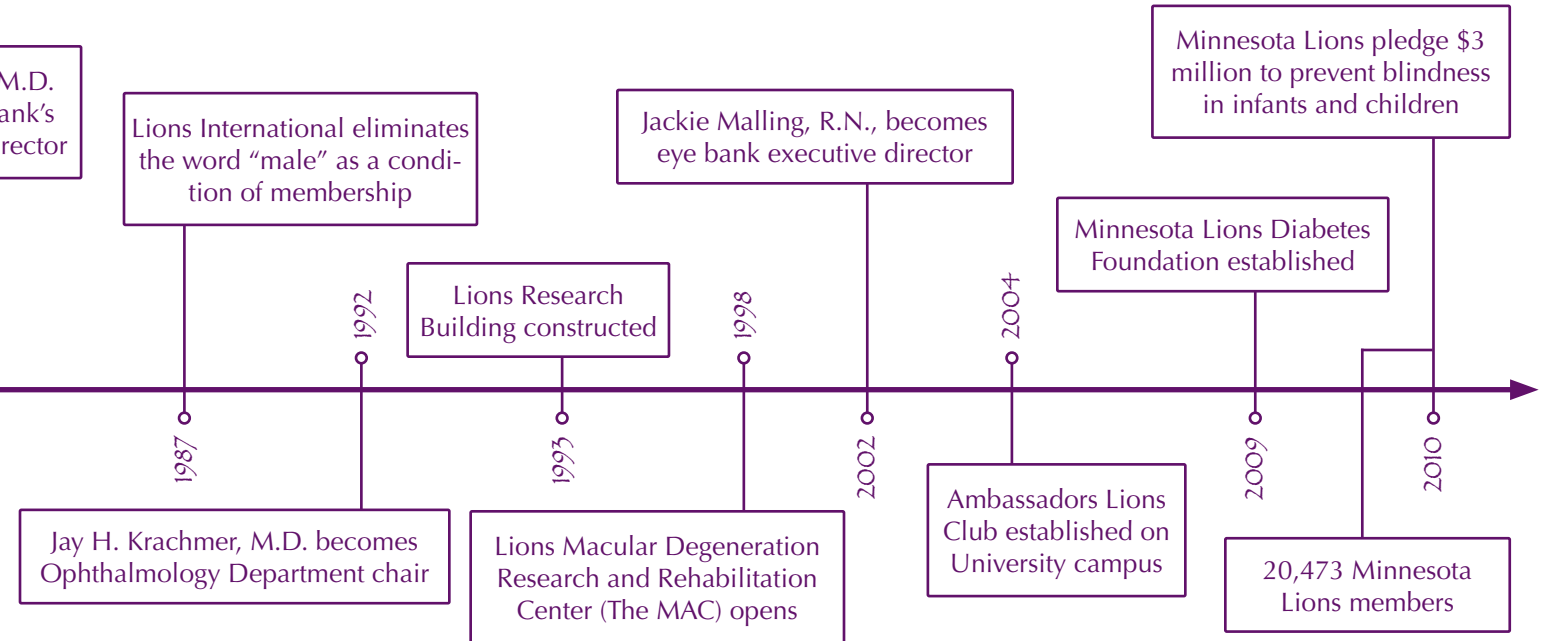 M.D.
Lions International eliminates
the word “male” as a condi-
tion of membership
1987
1992
Jay H. Krachmer, M.D. becomes
Ophthalmology Department chair
Lions Research
Building constructed
1993
1998
Lions Macular Degeneration
Research and Rehabilitation
Center (The MAC) opens
Jackie Malling, R.N., becomes
eye bank executive director
2002
2004
Ambassadors Lions
Club established on
University campus
Minnesota Lions Diabetes
Foundation established
2009
Minnesota Lions pledge $3
million to prevent blindness
in infants and children
2010
20,473 Minnesota
Lions members